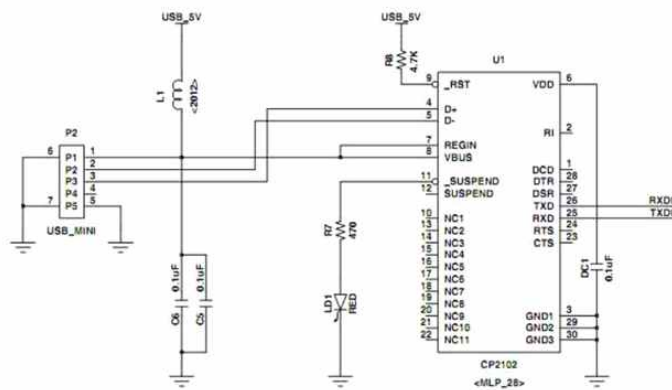 USB_5V
USB_5V
U1
R8
4.7K
L1
<2012>
9
_RST
VDD
6
4
D+
5
D-
RI
2
P2
7
REGIN
8
VBUS
6
P1
1
P2
2
P3
3
P4
4
7
P5
5
USB_MINI
11
_SUSPEND
12
SUSPEND
DCD
1
DTR
28
DSR
27
TXD
26
RXD
25
RTS
24
CTS
23
RXD
TXD
R7
470
10
NC1
13
NC2
14
NC3
15
NC4
16
NC5
17
NC6
18
NC7
19
NC8
20
NC9
21
NC10
22
NC11
0.1uF
C6
0.1uF
C5
LD1
RED
DC1
0.1uF
GND1
3
GND2
29
GND3
30
CP2102
<MLP_28>